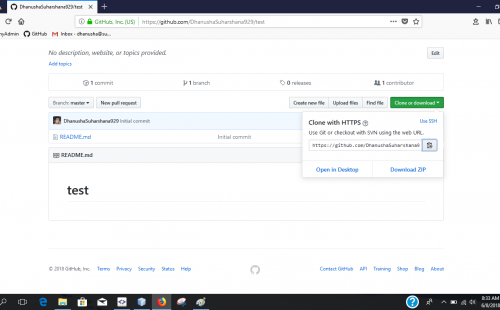 DhanushaSuharshana929/test
GitHub, Inc. (US)
https://github.com/DhanushaSuharshana929/test
GitHub
Inbox - dhanusha@eu...
No description, website, or topics provided.
Edit
Add topics
1 commit
1 branch
0 releases
1 contributor
Branch: master
New pull request
Create new file
Upload files
Find file
Clone or download
DhanushaSuharshana929 Initial commit
README.md
Initial commit
Clone with HTTPS
Use SSH
Use Git or checkout with SVN using the web URL.
https://github.com/DhanushaSuharshana9
Open in Desktop
Download ZIP
README.md
test
© 2018 GitHub, Inc.
Terms
Privacy
Security
Status
Help
Contact GitHub
API
Training
Shop
Blog
About
8:33 AM
6/8/2018